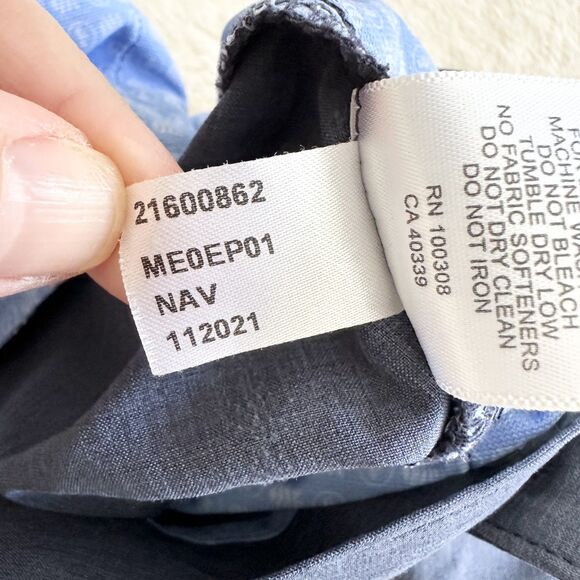 21600862
ME0EP01
NAV
112021
MACHINE
DO NOT BLEACH
TUMBLE DRY LOW
NO FABRIC SOFTENERS
DO NOT DRY CLEAN
DO NOT IRON
RN 100308
CA 40339